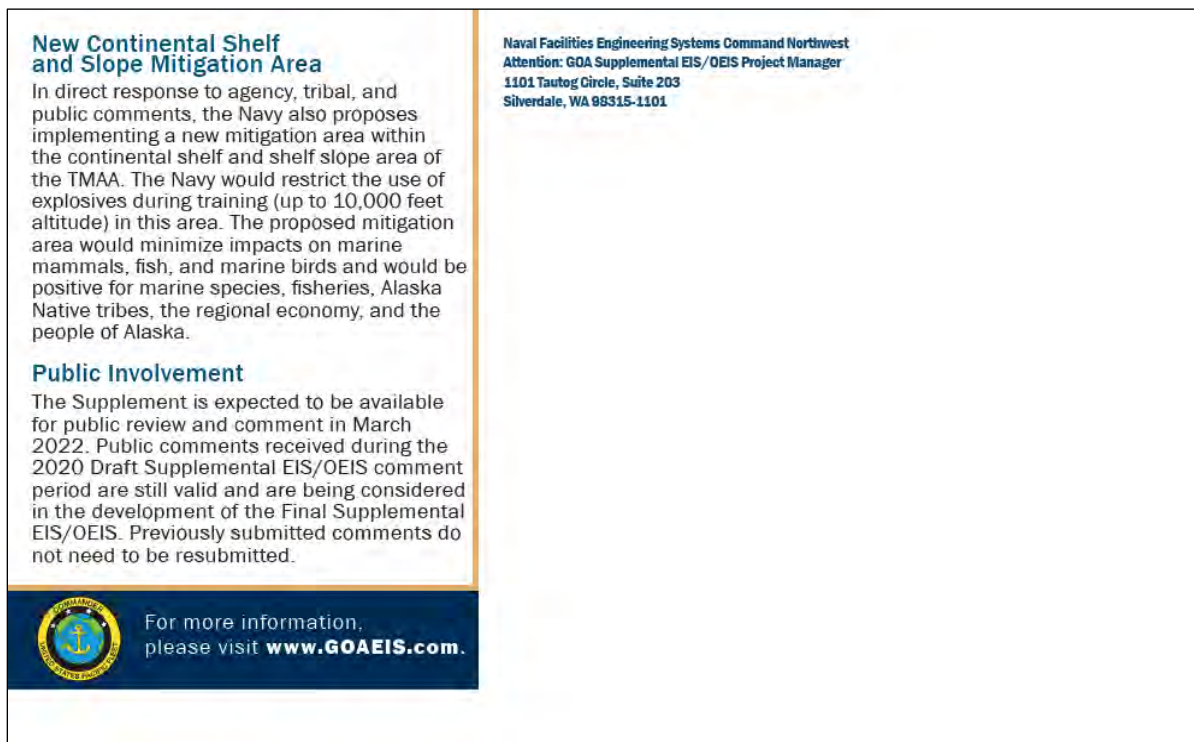 New Continental Shelf
and Slope Mitigation Area
In direct response to agency, tribal, and
public comments, the Navy also proposes
implementing a new mitigation area within
the continental shelf and shelf slope area of
the TMAA. The Navy would restrict the use of
explosives during training (up to 10,000 feet
altitude) in this area. The proposed mitigation
area would minimize impacts on marine
mammals, fish, and marine birds and would be
positive for marine species, fisheries, Alaska
Native tribes, the regional economy, and the
people of Alaska.
Public Involvement
The Supplement is expected to be available
for public review and comment in March
2022. Public comments received during the
2020 Draft Supplemental EIS/OEIS comment
period are still valid and are being considered
in the development of the Final Supplemental
EIS/OEIS. Previously submitted comments do
not need to be resubmitted.
COMMANDER
UNITED STATES PACIFIC FLEET
For more information,
please visit www.GOAEIS.com.
Naval Facilities Engineering Systems Command Northwest
Attention: GOA Supplemental EIS/OEIS Project Manager
1101 Tautog Circle, Suite 203
Silverdale, WA 98315-1101